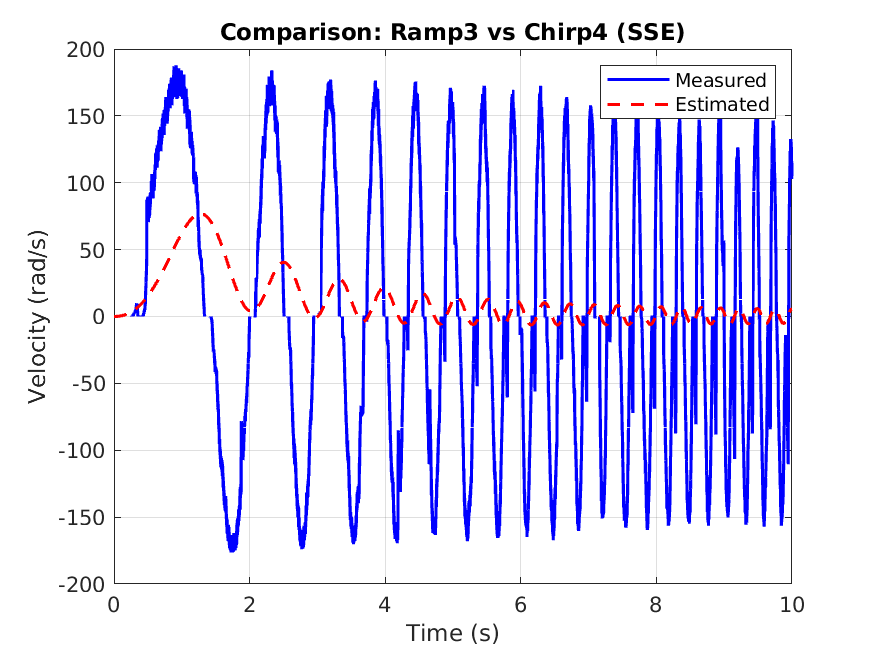 Comparison: Ramp3 vs Chirp4 (SSE)
Measured
Estimated
200
150
100
50
0
-50
-100
-150
-200
Velocity (rad/s)
0 2 4 6 8 10
Time (s)